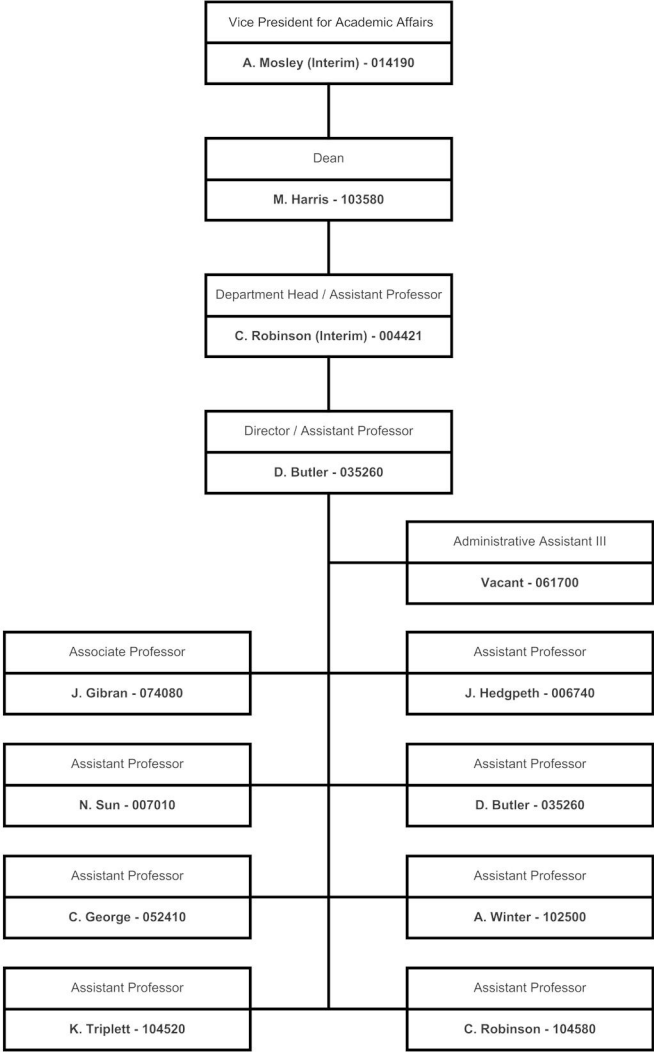 Vice President for Academic Affairs
A. Mosley (Interim) - 014190
Dean
M. Harris - 103580
Department Head / Assistant Professor
C. Robinson (Interim) - 004421
Director / Assistant Professor
D. Butler - 035260
Administrative Assistant III
Vacant - 061700
Associate Professor
J. Gibran - 074080
Assistant Professor
J. Hedgpeth - 006740
Assistant Professor
N. Sun - 007010
Assistant Professor
D. Butler - 035260
Assistant Professor
C. George - 052410
Assistant Professor
A. Winter - 102500
Assistant Professor
K. Triplett - 104520
Assistant Professor
C. Robinson - 104580